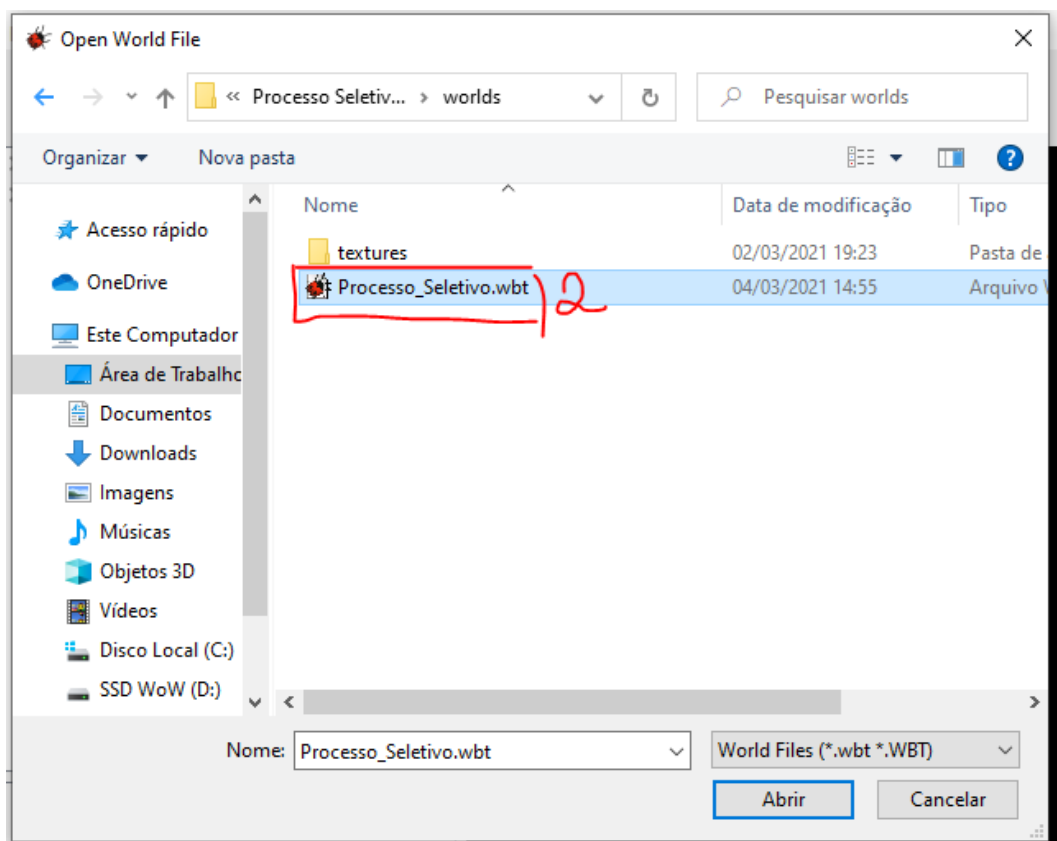 Open World File
« Processo Seletiv... › worlds
Pesquisar worlds
Organizar
Nova pasta
?
Nome
Data de modificação
Tipo
Acesso rápido
textures
02/03/2021 19:23
Pasta de
OneDrive
Processo_Seletivo.wbt
2
04/03/2021 14:55
Arquivo
Este Computador
Área de Trabalho
Documentos
Downloads
Imagens
Músicas
Objetos 3D
Vídeos
Disco Local (C:)
SSD WoW (D:)
Nome: Processo_Seletivo.wbt
World Files (*.wbt *.WBT)
Abrir
Cancelar